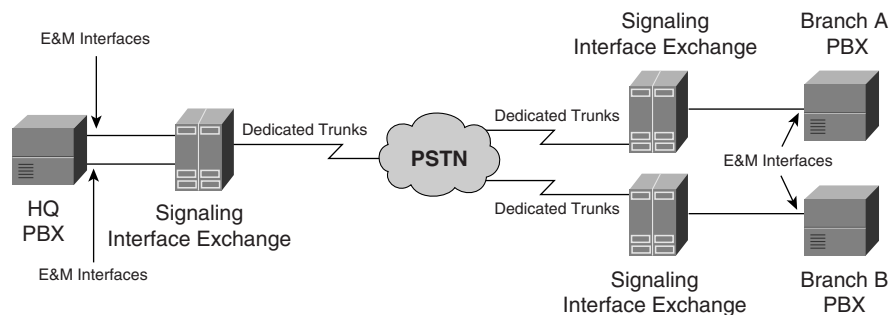 E&M Interfaces
HQ
PBX
E&M Interfaces
Signaling
Interface Exchange
Dedicated Trunks
PSTN
Dedicated Trunks
Dedicated Trunks
Signaling
Interface Exchange
Branch A
PBX
E&M Interfaces
Signaling
Interface Exchange
Branch B
PBX